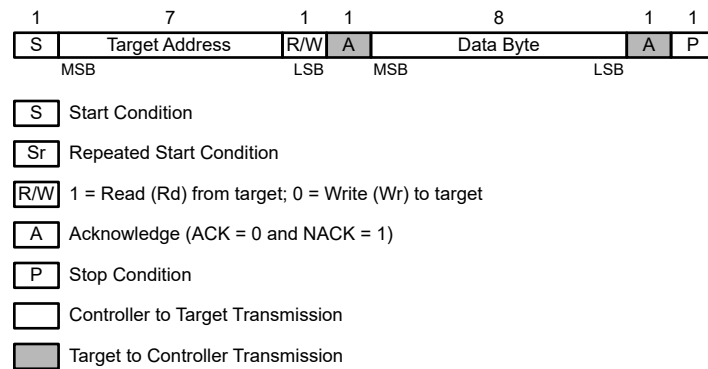 1 7 1 1 8 1 1
S Target Address R/W A Data Byte A P
MSB LSB MSB LSB
S Start Condition
Sr Repeated Start Condition
R/W 1 = Read (Rd) from target; 0 = Write (Wr) to target
A Acknowledge (ACK = 0 and NACK = 1)
P Stop Condition
Controller to Target Transmission
Target to Controller Transmission